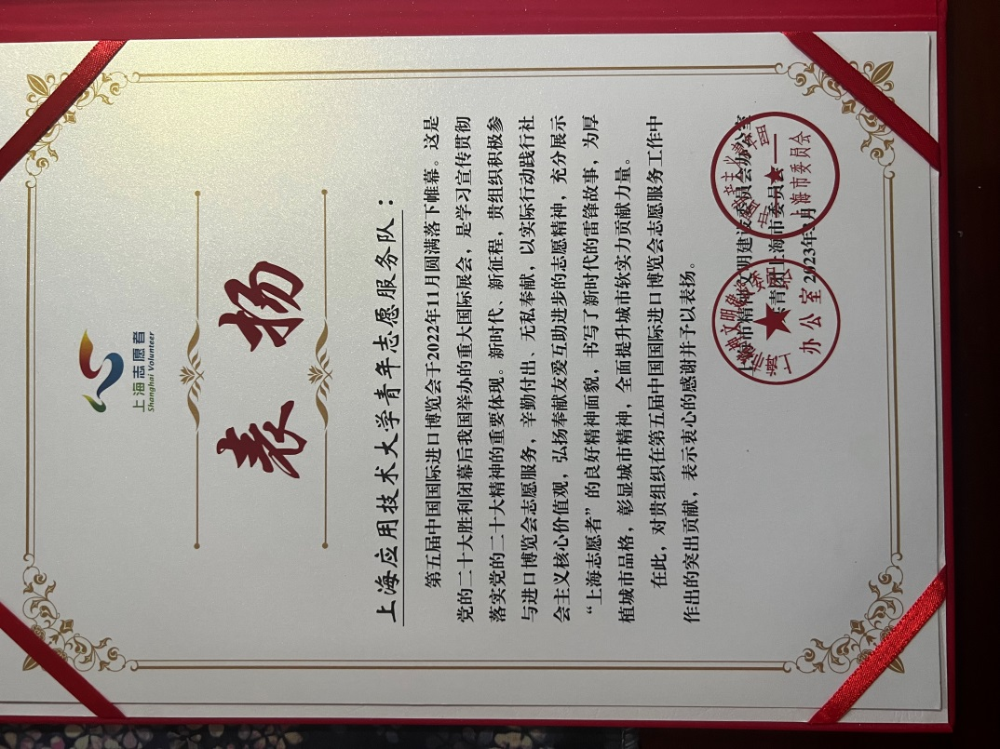 上海志愿者
Shanghai Volunteer
表扬
上海应用技术大学青年志愿服务队：
第五届中国国际进口博览会于2022年11月圆满落下帷幕。这是
党的二十大胜利闭幕后我国举办的重大国际展会，是学习宣传贯彻
落实党的二十大精神的重要体现。新时代、新征程，贵组织积极参
与进口博览会志愿服务，辛勤付出、无私奉献，以实际行动践行社
会主义核心价值观，弘扬奉献友爱互助进步的志愿精神，充分展示
“上海志愿者”的良好精神面貌，书写了新时代的雷锋故事，为厚
植城市品格，彰显城市精神，全面提升城市软实力贡献力量。
在此，对贵组织在第五届中国国际进口博览会志愿服务工作中
作出的突出贡献，表示衷心的感谢并予以表扬。
上海市精神文明建设委员会办公室
共青团上海市委员会
2023年3月
办公室
上海市委员会